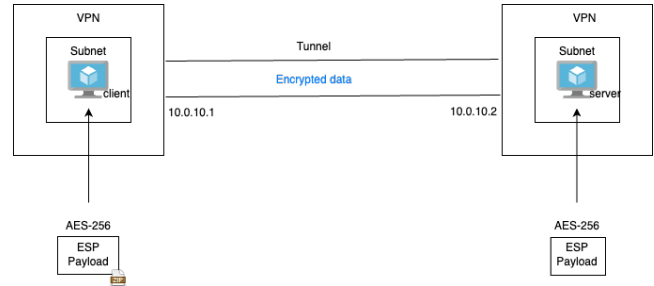 VPN
VPN
Subnet
Subnet
Tunnel
Encrypted data
client
server
10.0.10.1
10.0.10.2
AES-256
AES-256
ESP
Payload
ZIP
ESP
Payload